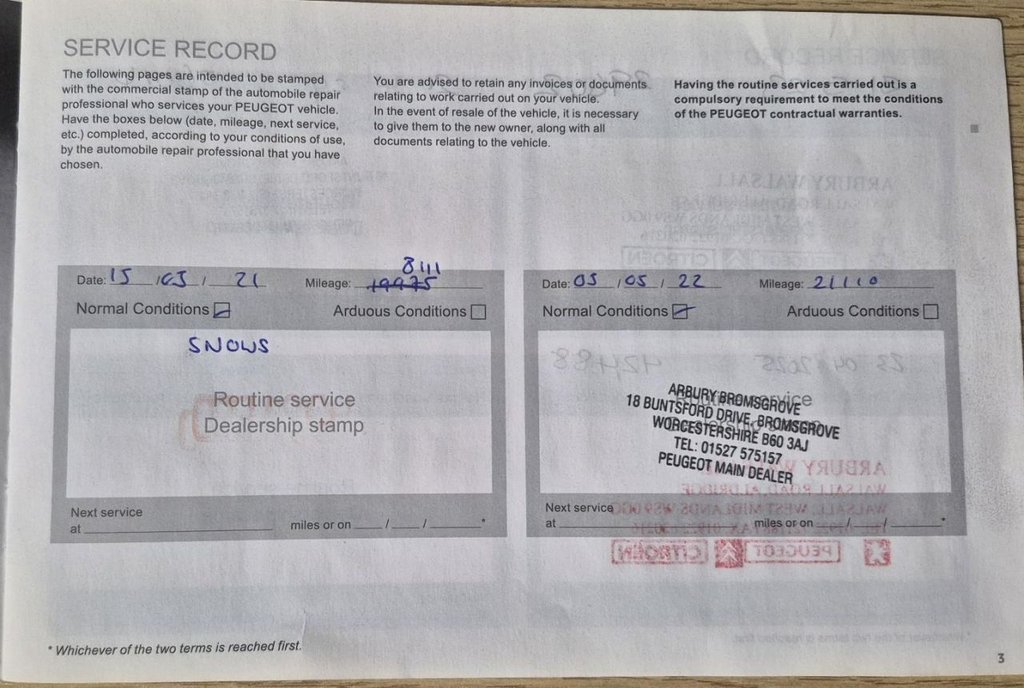 SERVICE RECORD
The following pages are intended to be stamped
with the commercial stamp of the automobile repair
professional who services your PEUGEOT vehicle.
Have the boxes below (date, mileage, next service,
etc.) completed, according to your conditions of use,
by the automobile repair professional that you have
chosen.
You are advised to retain any invoices or documents
relating to work carried out on your vehicle.
In the event of resale of the vehicle, it is necessary
to give them to the new owner, along with all
documents relating to the vehicle.
Having the routine services carried out is a
compulsory requirement to meet the conditions
of the PEUGEOT contractual warranties.
8111
Date: 15 / 03 / 21 Mileage: 19975
Normal Conditions Arduous Conditions
SNOWS
Routine service
Dealership stamp
Next service
at miles or on / / *
Date: 05 / 05 / 22 Mileage: 21110
Normal Conditions Arduous Conditions
Routine service
ARBURY BROMSGROVE
18 BUNTSFORD DRIVE, BROMSGROVE
WORCESTERSHIRE B60 3AJ
TEL: 01527 575157
PEUGEOT MAIN DEALER
Next service
at miles or on / / *
* Whichever of the two terms is reached first.
3